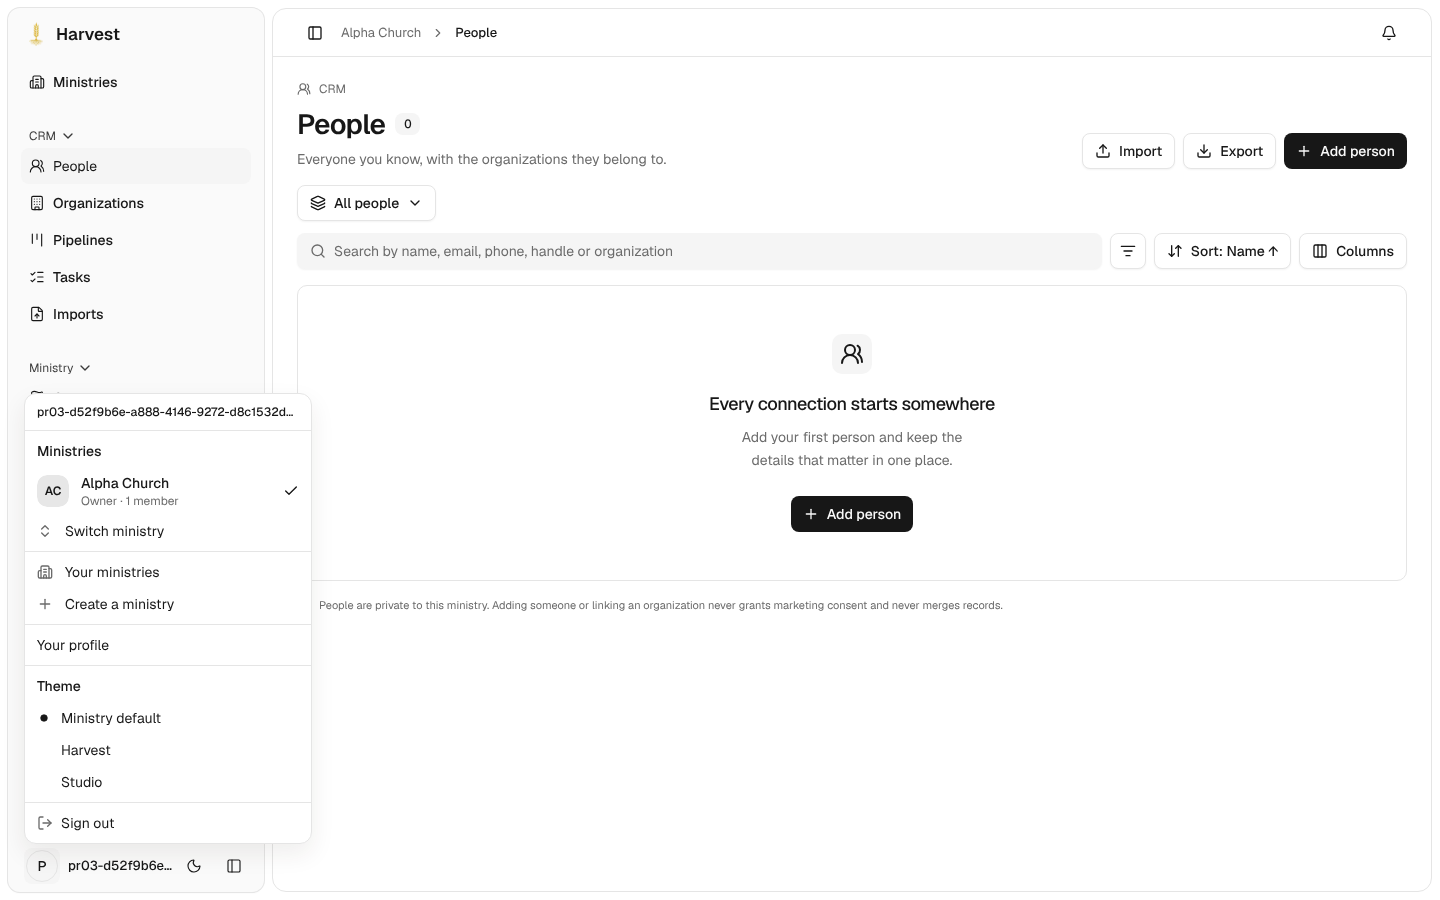 Harvest
Ministries
CRM
People
Organizations
Pipelines
Tasks
Imports
Ministry
pr03-d52f9b6e-a888-4146-9272-d8c1532d...
Ministries
AC
Alpha Church
Owner · 1 member
Switch ministry
Your ministries
Create a ministry
Your profile
Theme
Ministry default
Harvest
Studio
Sign out
P
pr03-d52f9b6e...
Alpha Church
People
CRM
People 0
Everyone you know, with the organizations they belong to.
Import
Export
Add person
All people
Search by name, email, phone, handle or organization
Sort: Name ↑
Columns
Every connection starts somewhere
Add your first person and keep the
details that matter in one place.
Add person
People are private to this ministry. Adding someone or linking an organization never grants marketing consent and never merges records.